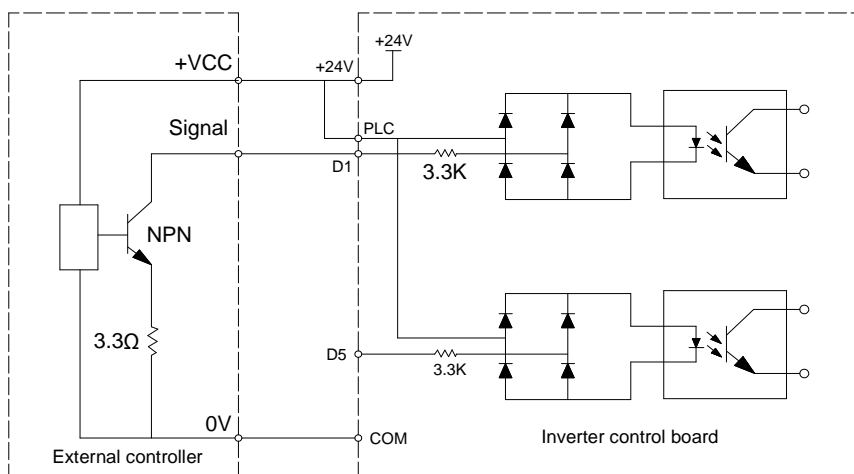 +24V
+VCC
+24V
Signal
PLC
D1
3.3K
NPN
3.3Ω
D5
3.3K
0V
COM
External controller
Inverter control board